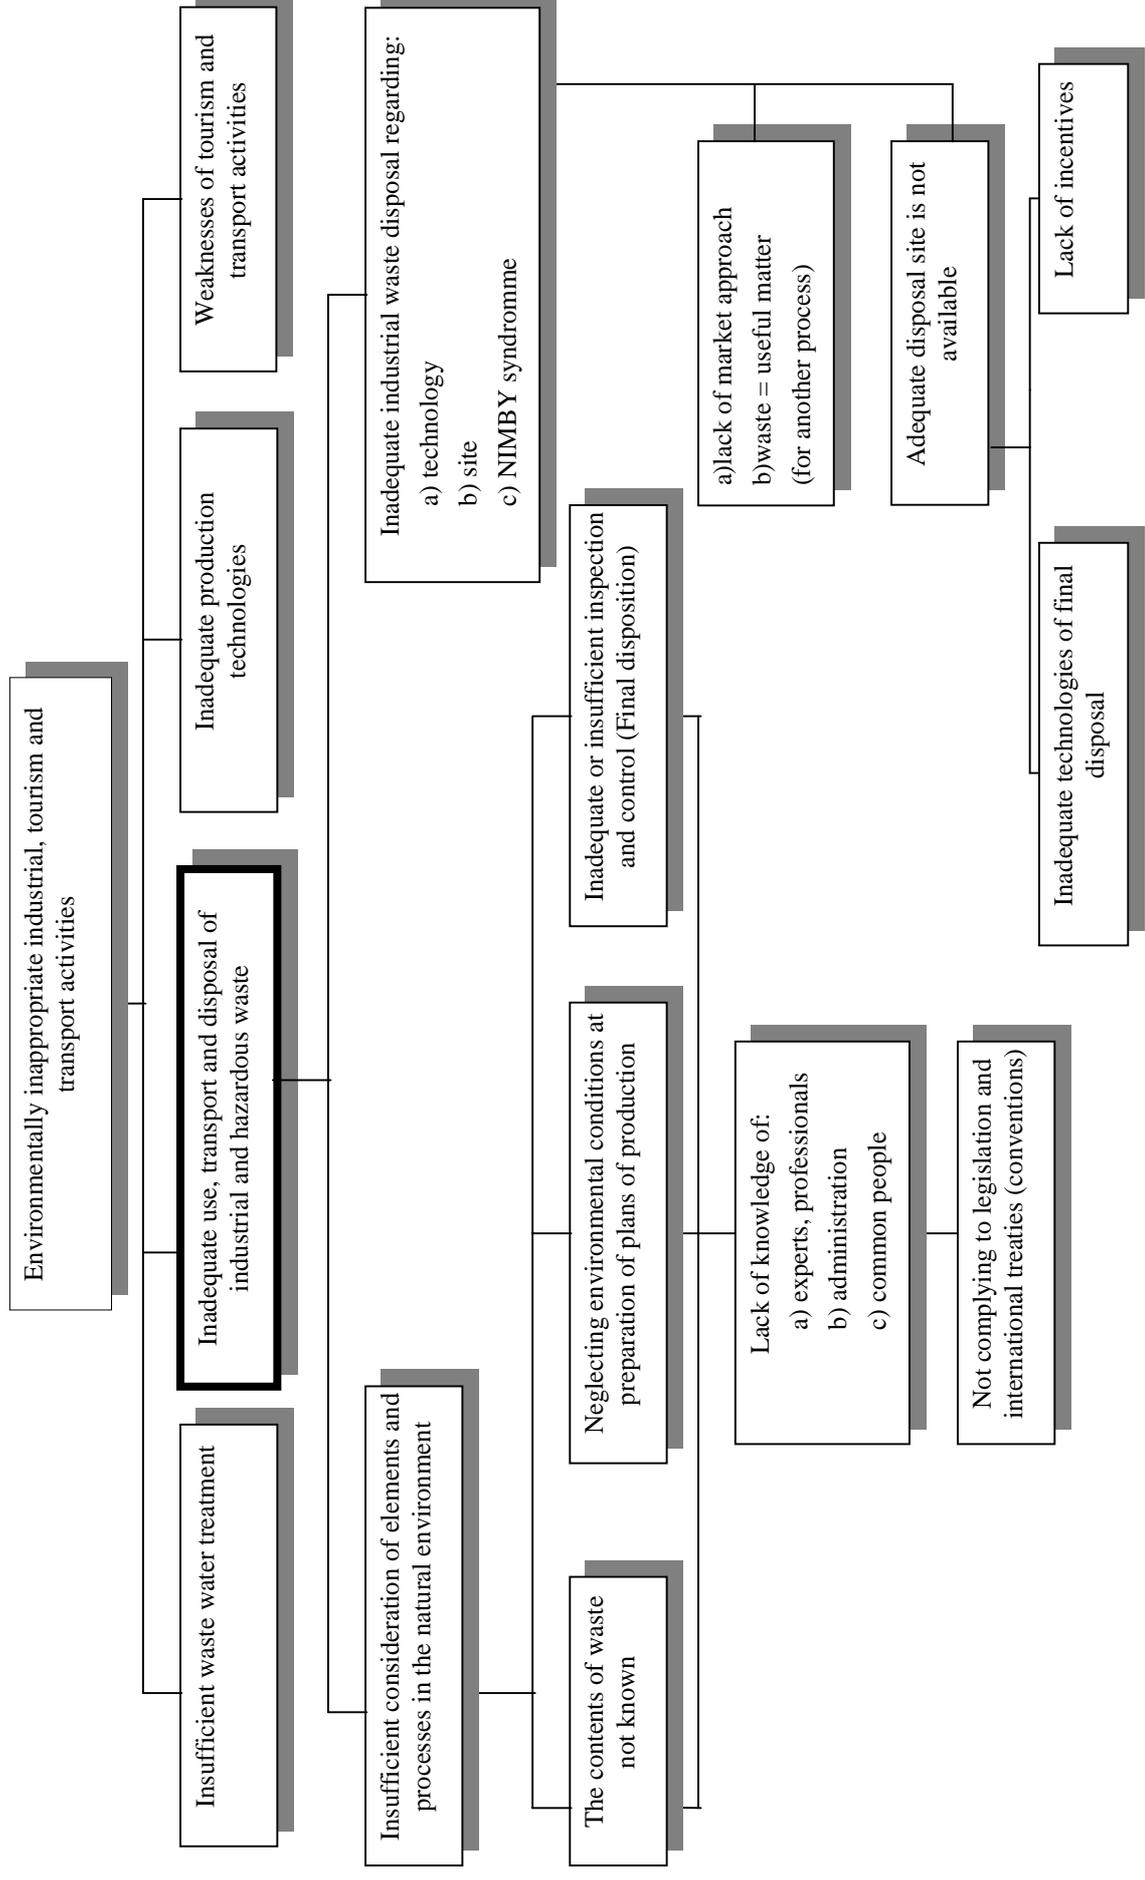 Environmentally inappropriate industrial, tourism and
transport activities
Insufficient waste water treatment
Inadequate use, transport and disposal of
industrial and hazardous waste
Inadequate production
technologies
Weaknesses of tourism and
transport activities
Insufficient consideration of elements and
processes in the natural environment
Inadequate industrial waste disposal regarding:
a) technology
b) site
c) NIMBY syndromme
The contents of waste
not known
Neglecting environmental conditions at
preparation of plans of production
Inadequate or insufficient inspection
and control (Final disposition)
a)lack of market approach
b)waste = useful matter
(for another process)
Lack of knowledge of:
a) experts, professionals
b) administration
c) common people
Adequate disposal site is not
available
Not complying to legislation and
international treaties (conventions)
Inadequate technologies of final
disposal
Lack of incentives